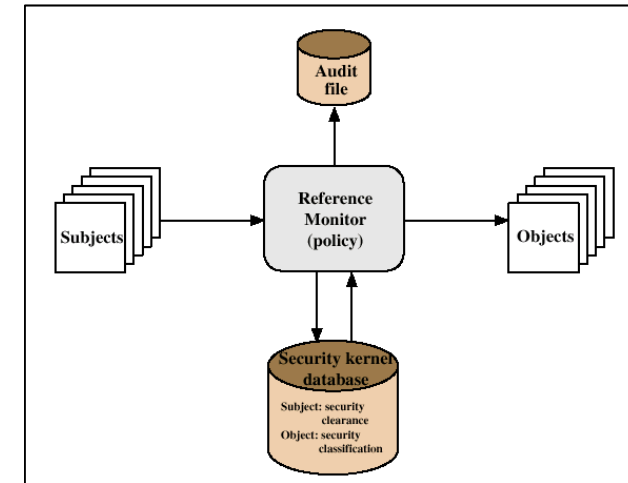 Audit
file
Subjects
Reference
Monitor
(policy)
Objects
Security kernel
database
Subject: security
clearance
Object: security
classification